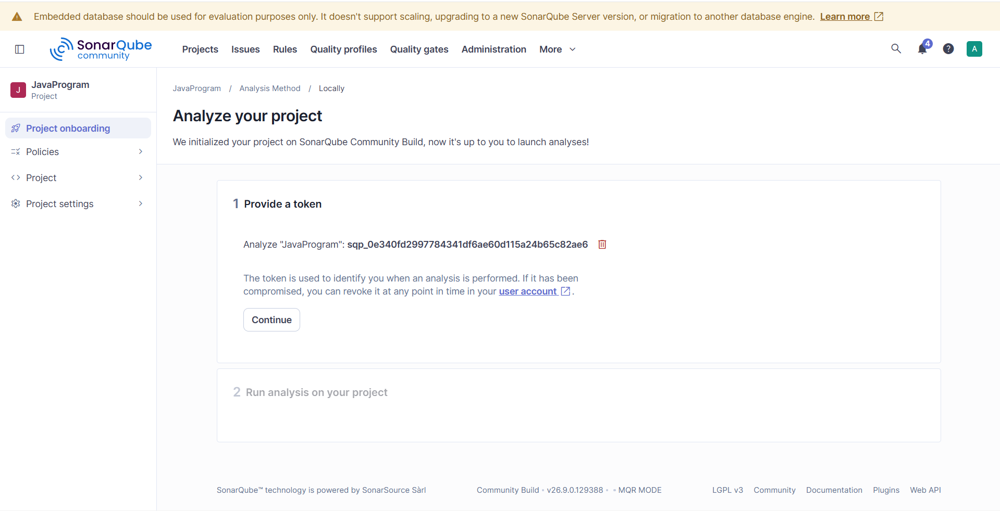 Embedded database should be used for evaluation purposes only. It doesn't support scaling, upgrading to a new SonarQube Server version, or migration to another database engine. Learn more
SonarQube
community
Projects Issues Rules Quality profiles Quality gates Administration More
4
?
A
J
JavaProgram
Project
Project onboarding
Policies
Project
Project settings
JavaProgram / Analysis Method / Locally
Analyze your project
We initialized your project on SonarQube Community Build, now it's up to you to launch analyses!
1 Provide a token
Analyze "JavaProgram": sqp_0e340fd2997784341df6ae60d115a24b65c82ae6
The token is used to identify you when an analysis is performed. If it has been
compromised, you can revoke it at any point in time in your user account .
Continue
2 Run analysis on your project
SonarQube™ technology is powered by SonarSource Sàrl
Community Build • v26.9.0.129388 • • MQR MODE
LGPL v3 Community Documentation Plugins Web API